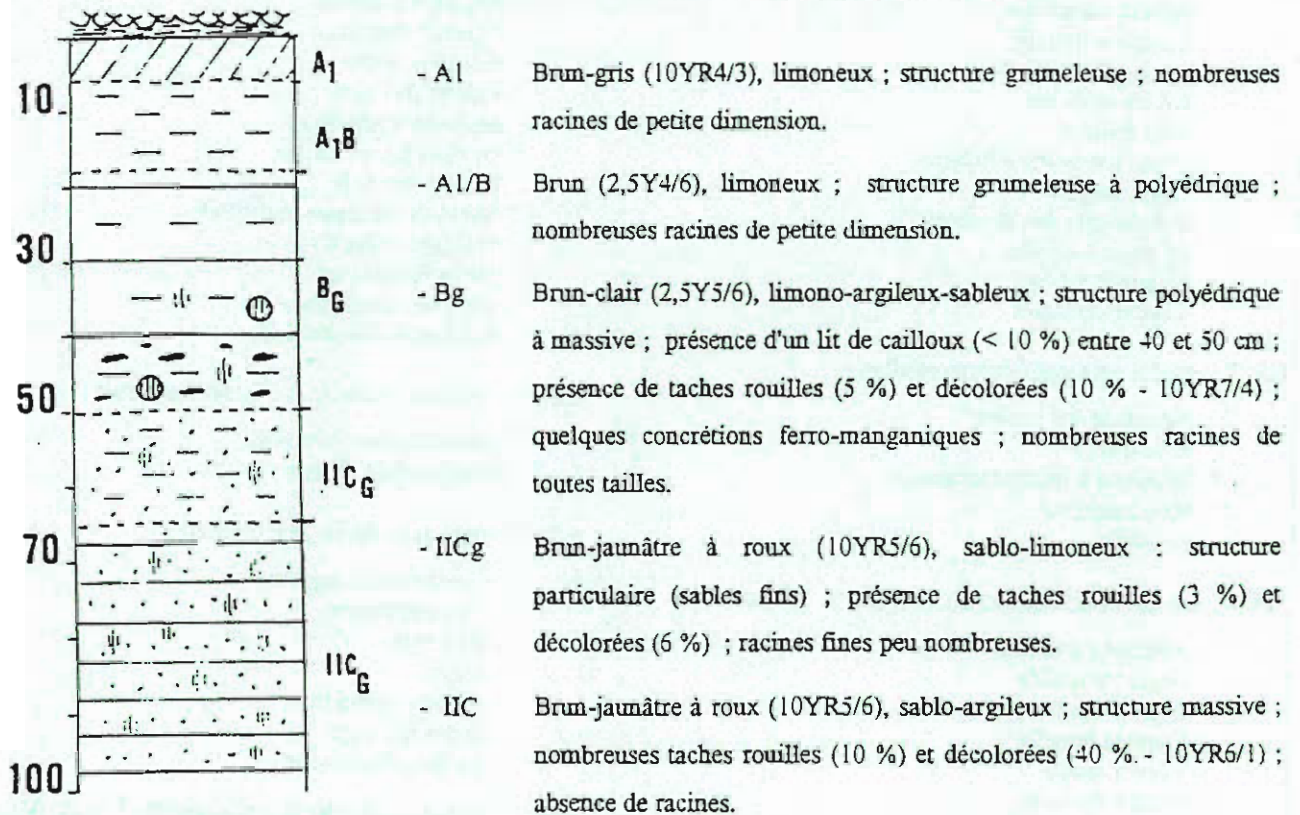 10
30
50
70
100
A1
A1B
BG
IICG
IICG
- A1 Brun-gris (10YR4/3), limoneux ; structure grumeleuse ; nombreuses
racines de petite dimension.
- A1/B Brun (2,5Y4/6), limoneux ; structure grumeleuse à polyédrique ;
nombreuses racines de petite dimension.
- Bg Brun-clair (2,5Y5/6), limono-argileux-sableux ; structure polyédrique
à massive ; présence d'un lit de cailloux (< 10 %) entre 40 et 50 cm ;
présence de taches rouilles (5 %) et décolorées (10 % - 10YR7/4) ;
quelques concrétions ferro-manganiques ; nombreuses racines de
toutes tailles.
- IICg Brun-jaunâtre à roux (10YR5/6), sablo-limoneux : structure
particulaire (sables fins) ; présence de taches rouilles (3 %) et
décolorées (6 %) ; racines fines peu nombreuses.
- IIC Brun-jaunâtre à roux (10YR5/6), sablo-argileux ; structure massive ;
nombreuses taches rouilles (10 %) et décolorées (40 %. - 10YR6/1) ;
absence de racines.